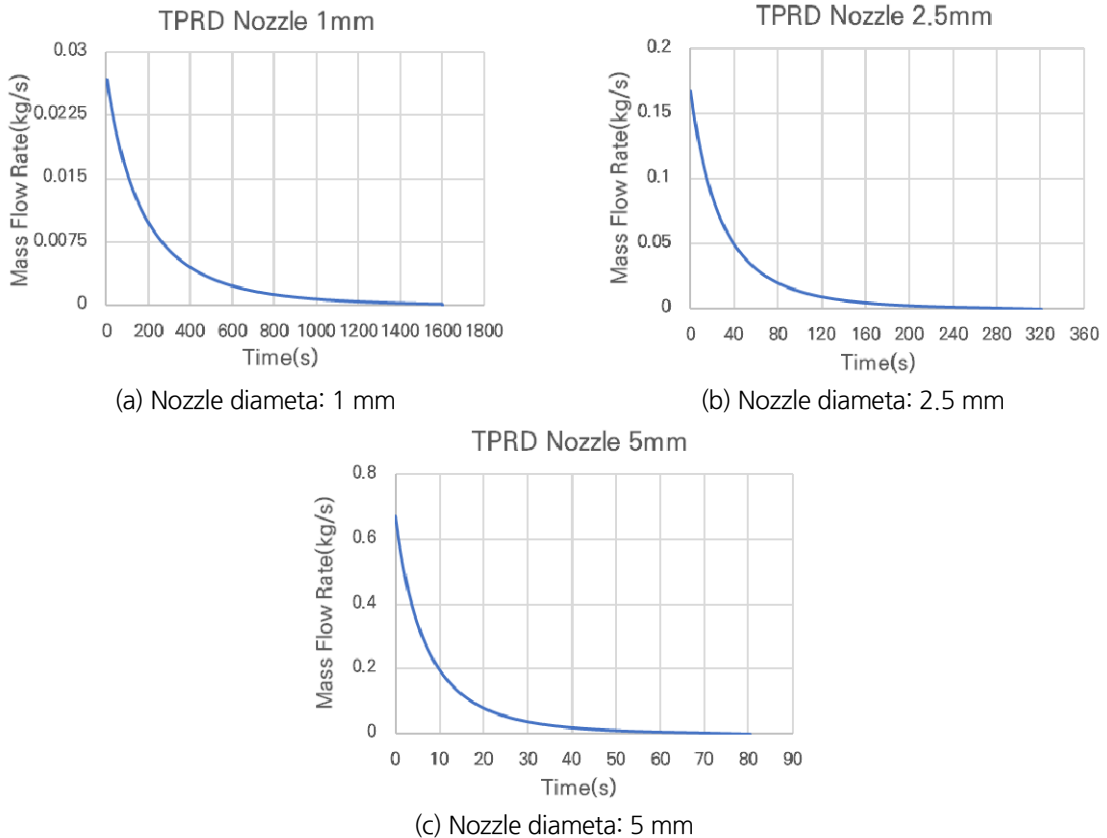 TPRD Nozzle 1mm
Mass Flow Rate(kg/s)
0.03
0.0225
0.015
0.0075
0
0 200 400 600 800 1000 1200 1400 1600 1800
Time(s)
(a) Nozzle diameta: 1 mm
TPRD Nozzle 2.5mm
Mass Flow Rate(kg/s)
0.2
0.15
0.1
0.05
0
0 40 80 120 160 200 240 280 320 360
Time(s)
(b) Nozzle diameta: 2.5 mm
TPRD Nozzle 5mm
Mass Flow Rate(kg/s)
0.8
0.6
0.4
0.2
0
0 10 20 30 40 50 60 70 80 90
Time(s)
(c) Nozzle diameta: 5 mm